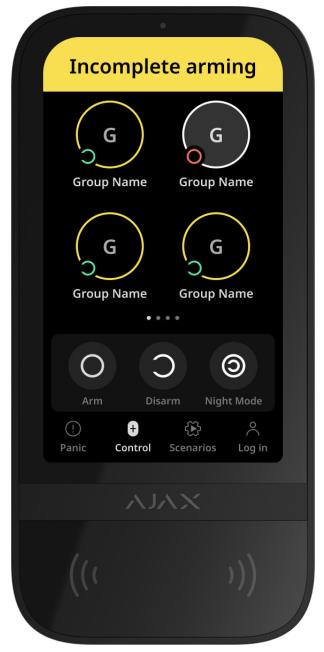 Incomplete arming
G G
Group Name Group Name
G G
Group Name Group Name
Arm Disarm Night Mode
Panic Control Scenarios Log in
AJAX